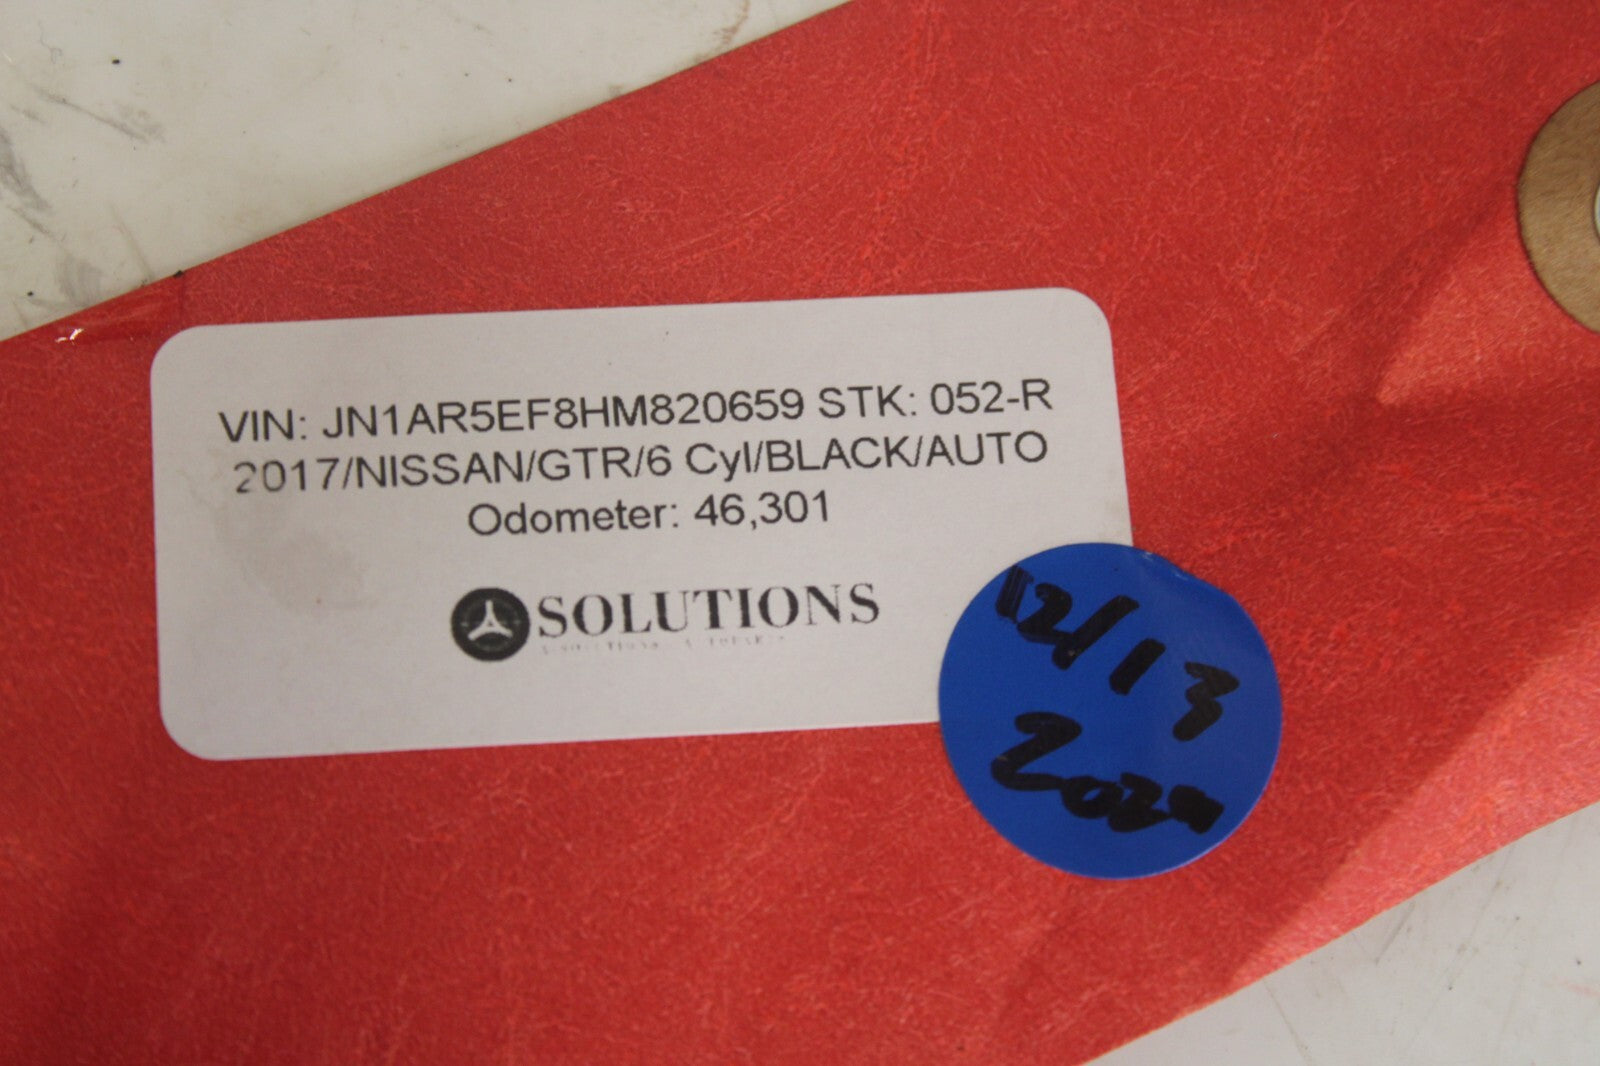 VIN: JN1AR5EF8HM820659 STK: 052-R
2017/NISSAN/GTR/6 Cyl/BLACK/AUTO
Odometer: 46,301
SOLUTIONS
12/13